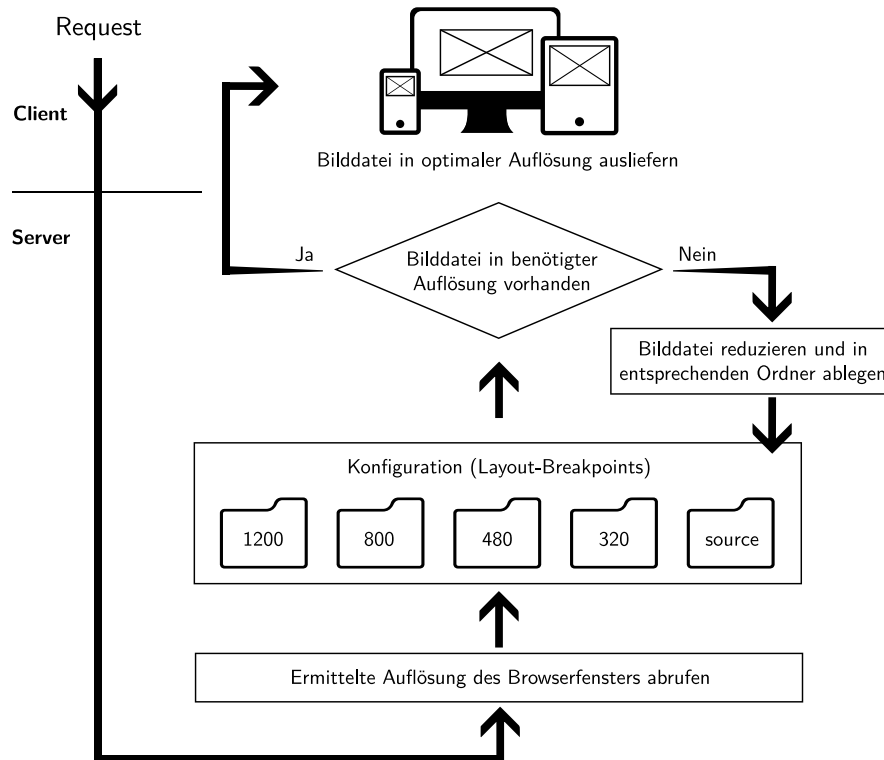 Request
Client
Bilddatei in optimaler Auflösung ausliefern
Server
Ja
Bilddatei in benötigter
Auflösung vorhanden
Nein
Bilddatei reduzieren und in
entsprechenden Ordner ablegen
Konfiguration (Layout-Breakpoints)
1200
800
480
320
source
Ermittelte Auflösung des Browserfensters abrufen